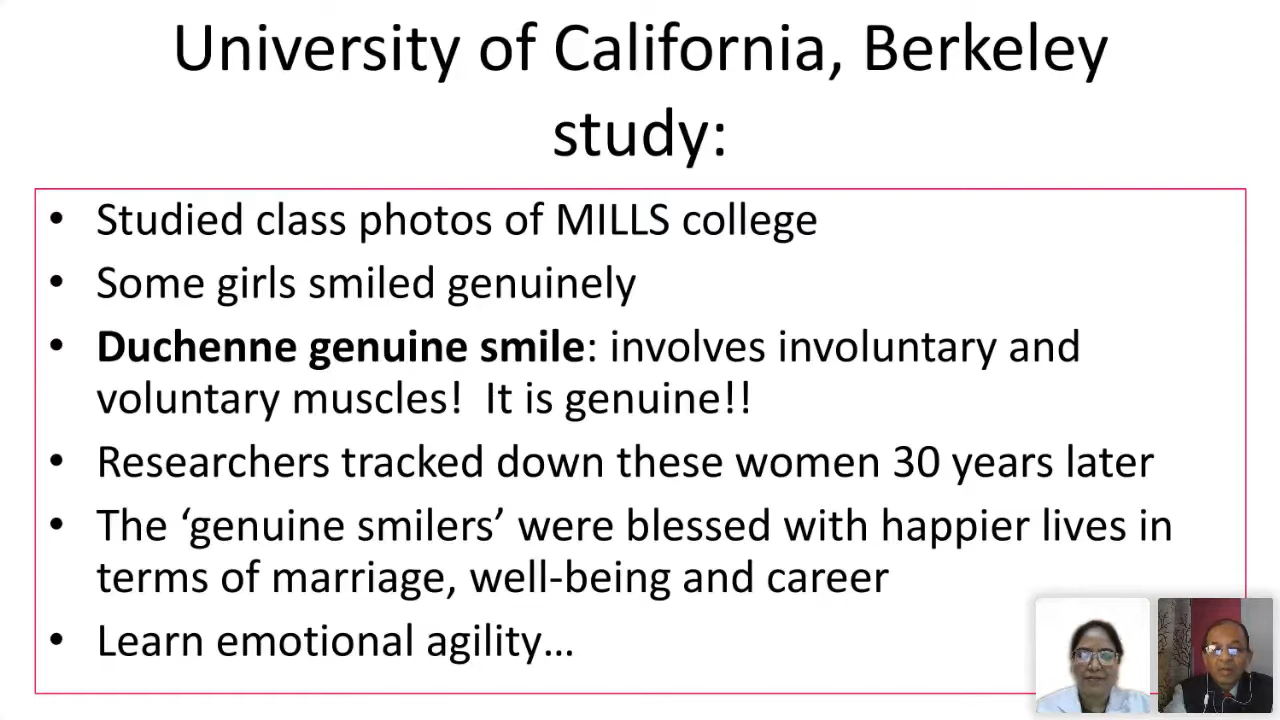 University of California, Berkeley
study:
• Studied class photos of MILLS college
• Some girls smiled genuinely
• Duchenne genuine smile: involves involuntary and
voluntary muscles!  It is genuine!!
• Researchers tracked down these women 30 years later
• The ‘genuine smilers’ were blessed with happier lives in
terms of marriage, well-being and career
• Learn emotional agility…